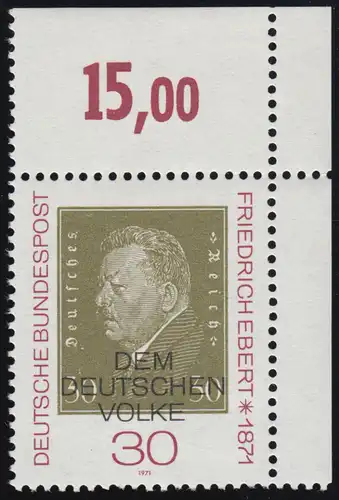 15,00
DEUTSCHE BUNDESPOST
Deutsches
Reich
FRIEDRICH EBERT * 1871
DEM
DEUTSCHEN
VOLKE
50 50
30
1971